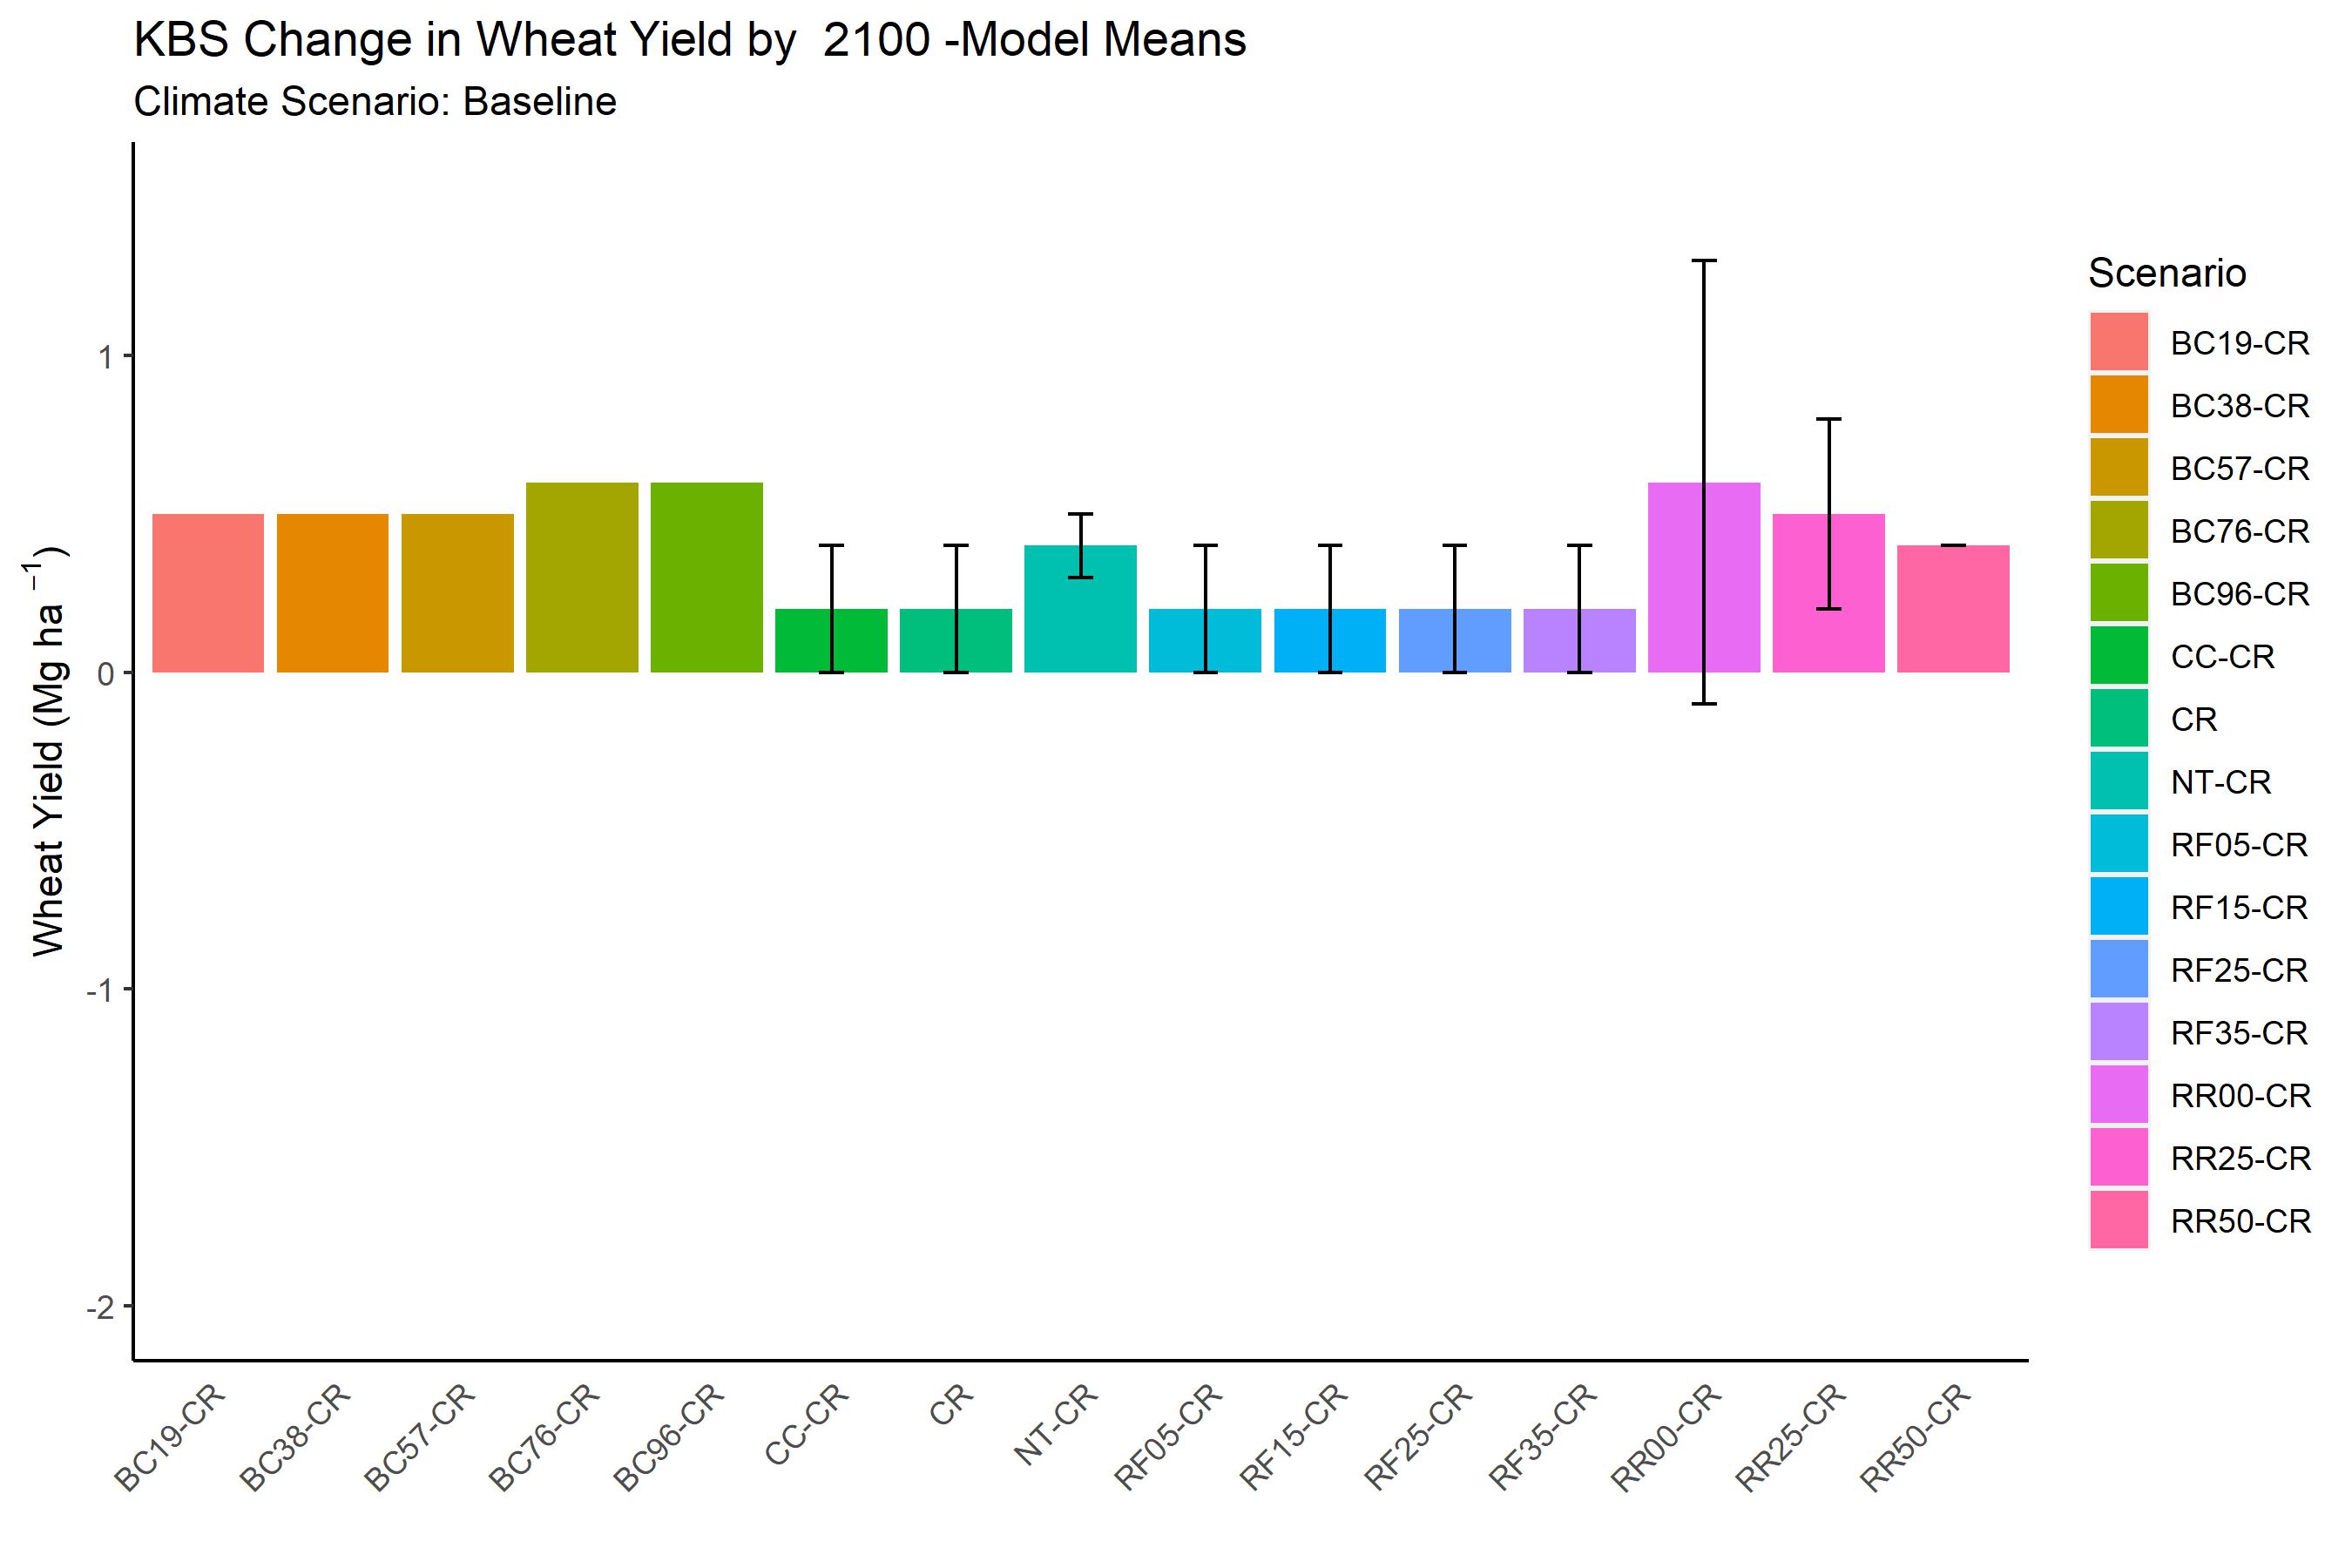 KBS Change in Wheat Yield by  2100 -Model Means
Climate Scenario: Baseline
Wheat Yield (Mg ha ⁻¹)
1
0
-1
-2
BC19-CR
BC38-CR
BC57-CR
BC76-CR
BC96-CR
CC-CR
CR
NT-CR
RF05-CR
RF15-CR
RF25-CR
RF35-CR
RR00-CR
RR25-CR
RR50-CR
Scenario
BC19-CR
BC38-CR
BC57-CR
BC76-CR
BC96-CR
CC-CR
CR
NT-CR
RF05-CR
RF15-CR
RF25-CR
RF35-CR
RR00-CR
RR25-CR
RR50-CR